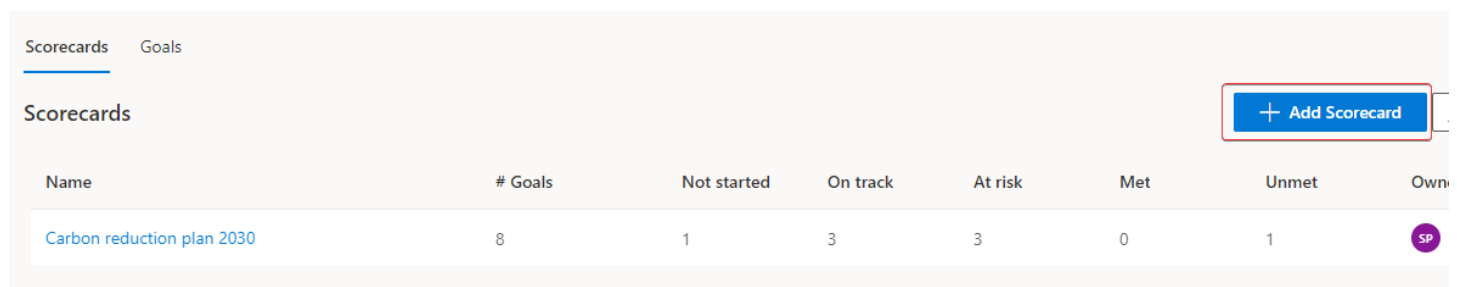 Scorecards Goals
Scorecards
+ Add Scorecard
Name # Goals Not started On track At risk Met Unmet
Carbon reduction plan 2030 8 1 3 3 0 1 SP